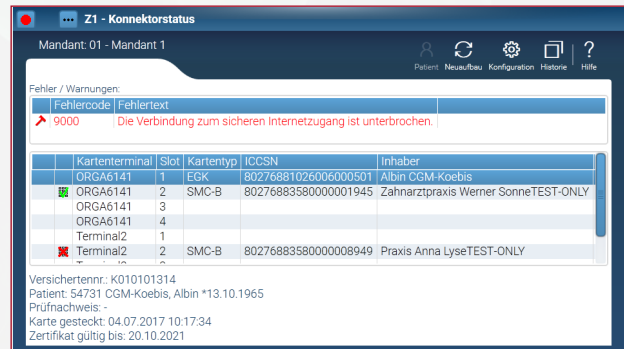 Z1 - Konnektorstatus
Mandant: 01 - Mandant 1
Patient Neuaufbau Konfiguration Historie Hilfe
Fehler / Warnungen:
Fehlercode Fehlertext
9000 Die Verbindung zum sicheren Internetzugang ist unterbrochen.
Kartenterminal Slot Kartentyp ICCSN Inhaber
ORGA6141 1 EGK 80276881026006000501 Albin CGM-Koebis
ORGA6141 2 SMC-B 80276883580000001945 Zahnarztpraxis Werner SonneTEST-ONLY
ORGA6141 3
ORGA6141 4
Terminal2 1
Terminal2 2 SMC-B 80276883580000008949 Praxis Anna LyseTEST-ONLY
Versichertennr.: K010101314
Patient: 54731 CGM-Koebis, Albin *13.10.1965
Prüfnachweis: -
Karte gesteckt: 04.07.2017 10:17:34
Zertifikat gültig bis: 20.10.2021